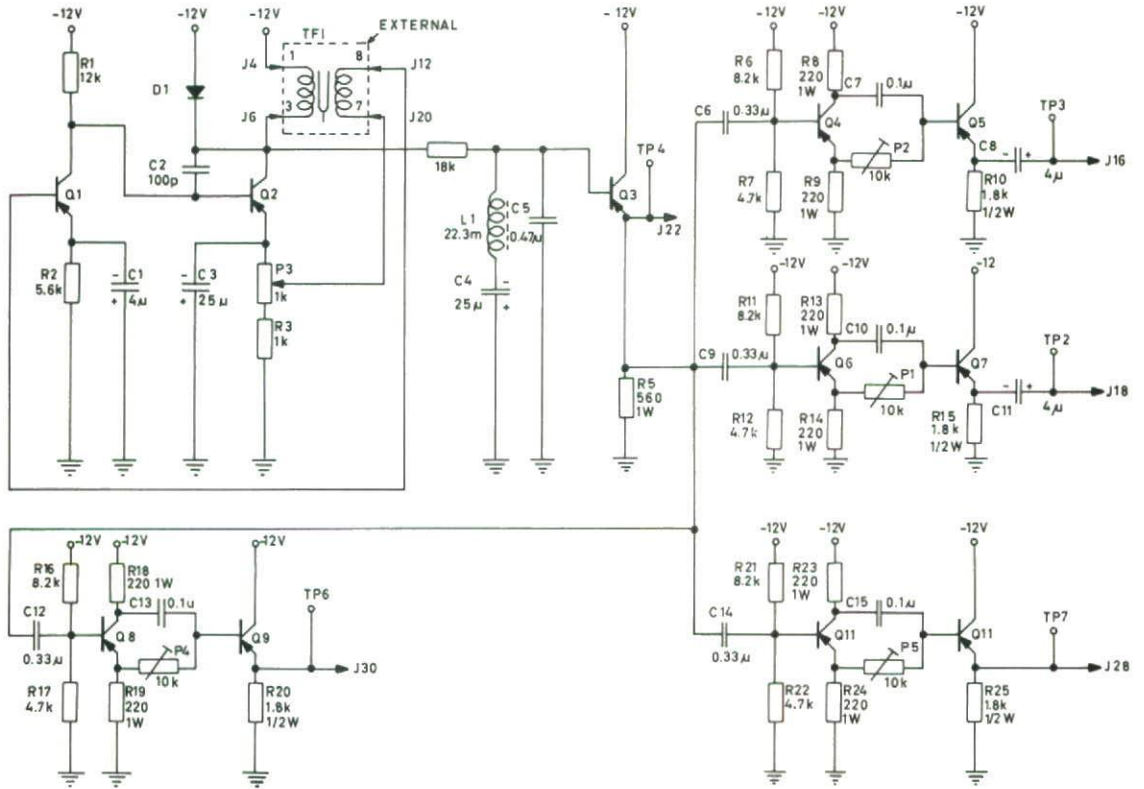 -12V
-12V
-12V
-12V
-12V
-12V
-12V
R1
12k
D1
TF1
EXTERNAL
1
8
J4
J12
J6
3
7
J20
C2
100p
Q1
Q2
R2
5.6k
C1
4µ
C3
25µ
P3
1k
R3
1k
18k
L1
22.3m
C5
0.47µ
C4
25µ
Q3
TP4
J22
R5
560
1W
R6
8.2k
R8
220
1W
C7
0.1µ
C6
0.33µ
Q4
Q5
P2
10k
R7
4.7k
R9
220
1W
C8
4µ
R10
1.8k
1/2W
TP3
J16
-12V
-12V
-12
R11
8.2k
R13
220
1W
C10
0.1µ
C9
0.33µ
Q6
Q7
P1
10k
R12
4.7k
R14
220
1W
R15
1.8k
1/2W
C11
4µ
TP2
J18
-12V
-12V
-12V
R16
8.2k
R18
220 1W
C13
0.1u
C12
0.33µ
Q8
Q9
P4
10k
R17
4.7k
R19
220
1W
R20
1.8k
1/2W
TP6
J30
-12V
-12V
-12V
R21
8.2k
R23
220
1W
C15
0.1µ
C14
0.33µ
Q11
Q11
P5
10k
R22
4.7k
R24
220
1W
R25
1.8k
1/2W
TP7
J28